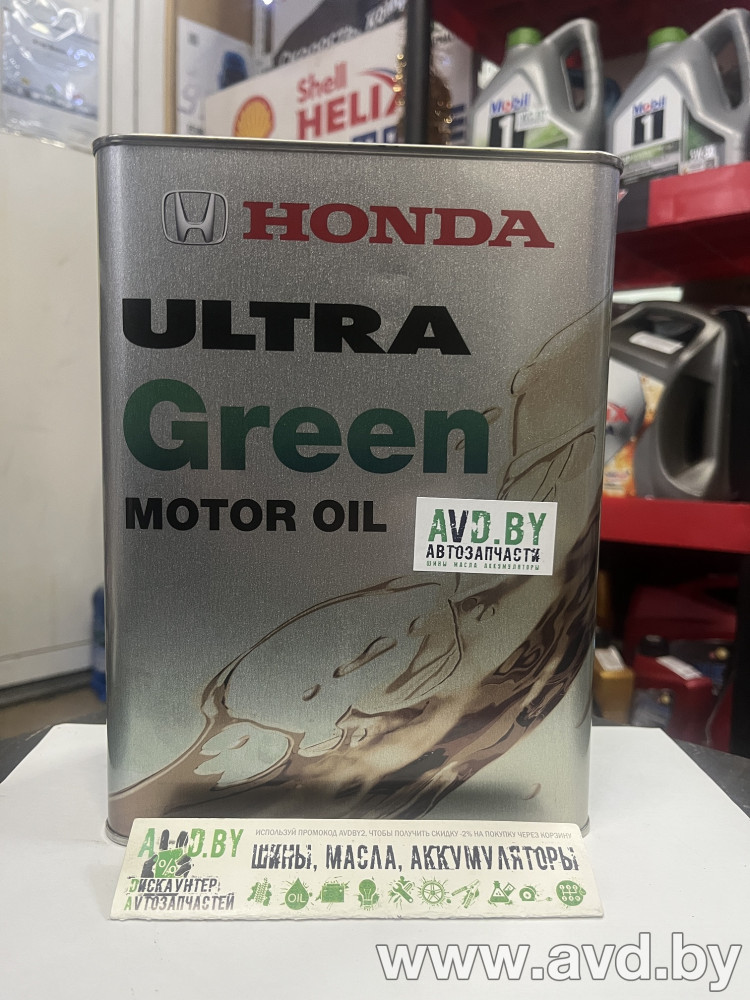 Shell
HELIX
Mobil
1
Mobil
1
HONDA
ULTRA
Green
MOTOR OIL
AVD.BY
АВТОЗАПЧАСТИ
ШИНЫ МАСЛА АККУМУЛЯТОРЫ
AVD.BY
ИСПОЛЬЗУЙ ПРОМОКОД AVDBY2, ЧТОБЫ ПОЛУЧИТЬ СКИДКУ -2% НА ПОКУПКУ ЧЕРЕЗ КОРЗИНУ
ШИНЫ, МАСЛА, АККУМУЛЯТОРЫ
ДИСКАУНТЕР
АVТОЗАПЧАСТЕЙ
OIL
www.avd.by